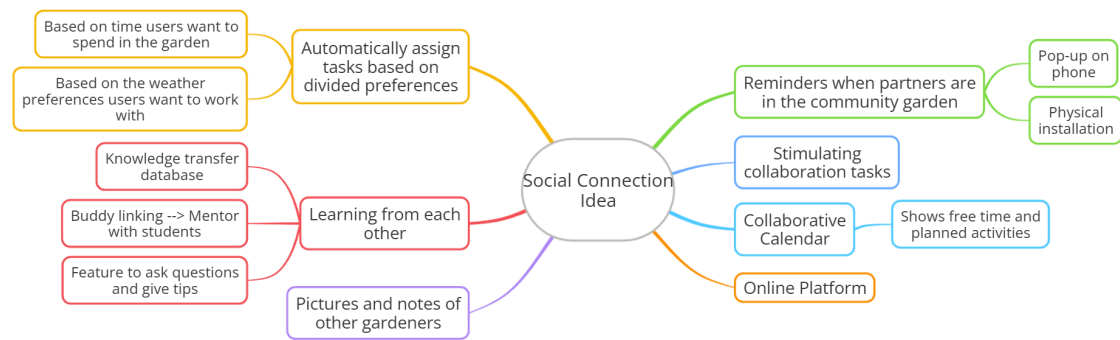 Social Connection
Idea
Automatically assign
tasks based on
divided preferences
Based on time users want to
spend in the garden
Based on the weather
preferences users want to work
with
Learning from each
other
Knowledge transfer
database
Buddy linking --> Mentor
with students
Feature to ask questions
and give tips
Pictures and notes of
other gardeners
Reminders when partners are
in the community garden
Pop-up on
phone
Physical
installation
Stimulating
collaboration tasks
Collaborative
Calendar
Shows free time and
planned activities
Online Platform